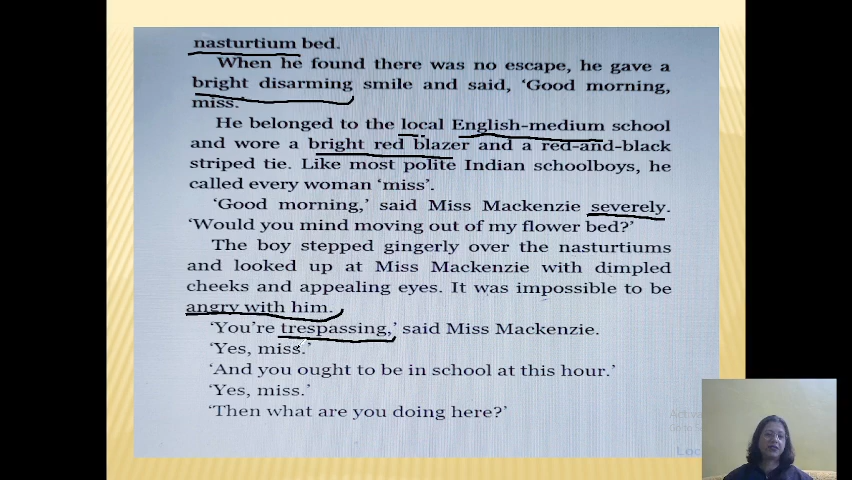 nasturtium bed.
When he found there was no escape, he gave a
bright disarming smile and said, ‘Good morning,
miss.’
He belonged to the local English-medium school
and wore a bright red blazer and a red-and-black
striped tie. Like most polite Indian schoolboys, he
called every woman ‘miss’.
‘Good morning,’ said Miss Mackenzie severely.
‘Would you mind moving out of my flower bed?’
The boy stepped gingerly over the nasturtiums
and looked up at Miss Mackenzie with dimpled
cheeks and appealing eyes. It was impossible to be
angry with him.
‘You're trespassing,’ said Miss Mackenzie.
‘Yes, miss.’
‘And you ought to be in school at this hour.’
‘Yes, miss.’
‘Then what are you doing here?’